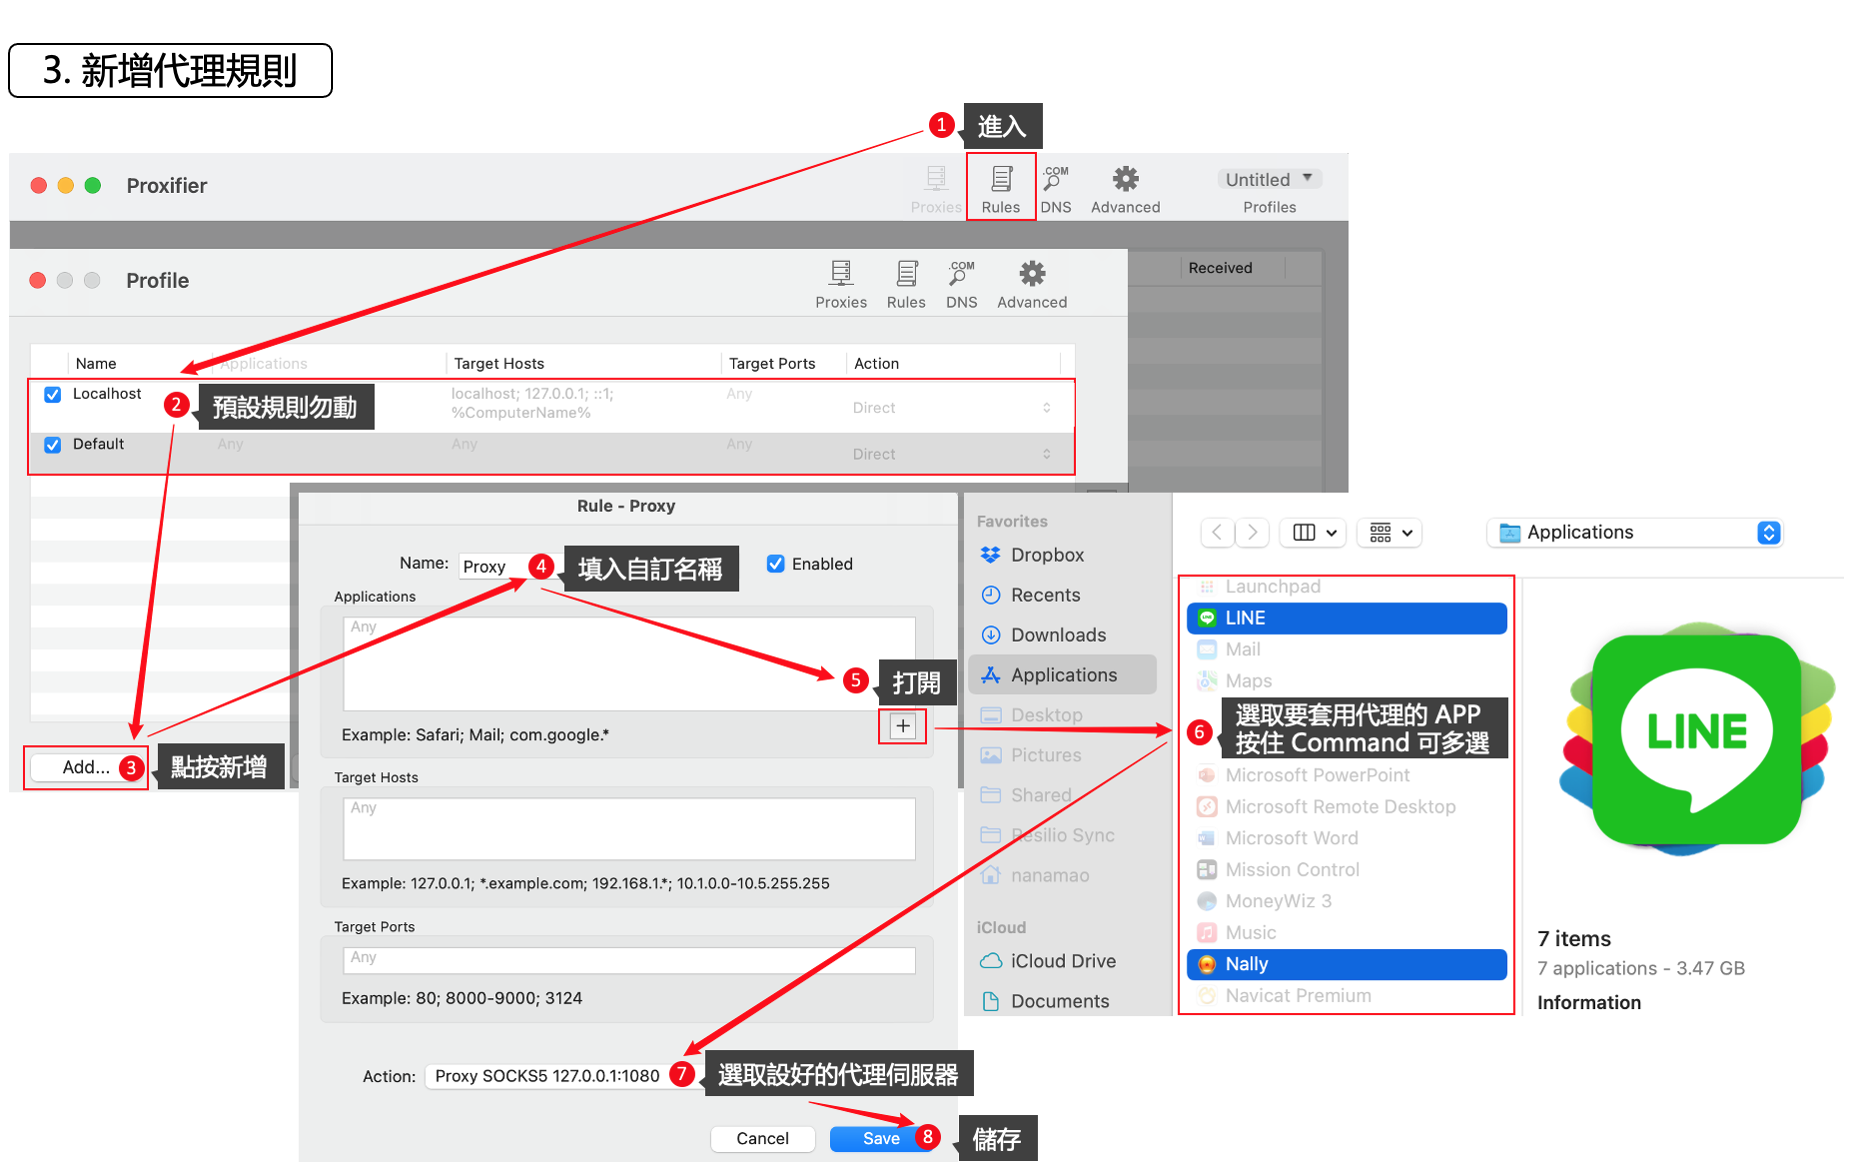 3. 新增代理規則
1 進入
Proxifier
Proxies
Rules
.COM
DNS
Advanced
Untitled
Profiles
Profile
Proxies
Rules
.COM
DNS
Advanced
Received
Name
Applications
Target Hosts
Target Ports
Action
Localhost
2 預設規則勿動
localhost; 127.0.0.1; ::1;
%ComputerName%
Any
Direct
Default
Any
Any
Any
Direct
Add...
3 點按新增
Rule - Proxy
Name: Proxy
4 填入自訂名稱
Enabled
Applications
Any
5 打開
+
Example: Safari; Mail; com.google.*
Target Hosts
Any
Example: 127.0.0.1; *.example.com; 192.168.1.*; 10.1.0.0-10.5.255.255
Target Ports
Any
Example: 80; 8000-9000; 3124
Action: Proxy SOCKS5 127.0.0.1:1080
7 選取設好的代理伺服器
Cancel
Save
8 儲存
Favorites
Dropbox
Recents
Downloads
Applications
Desktop
Pictures
Shared
Resilio Sync
nanamao
iCloud
iCloud Drive
Documents
Applications
Launchpad
LINE
Mail
Maps
6 選取要套用代理的 APP
按住 Command 可多選
Microsoft PowerPoint
Microsoft Remote Desktop
Microsoft Word
Mission Control
MoneyWiz 3
Music
Nally
Navicat Premium
LINE
7 items
7 applications - 3.47 GB
Information